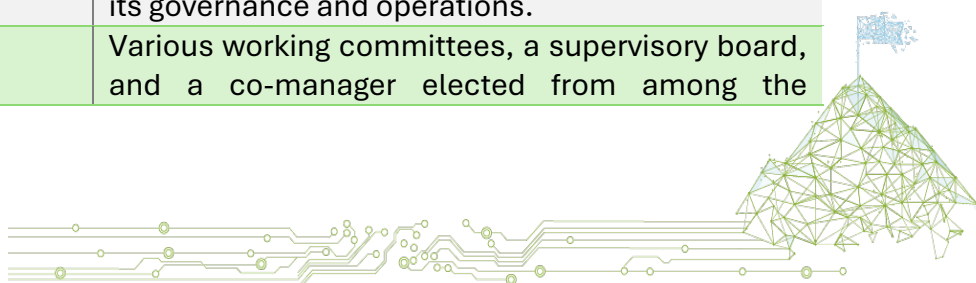 its governance and operations.
Various working committees, a supervisory board,
and a co-manager elected from among the